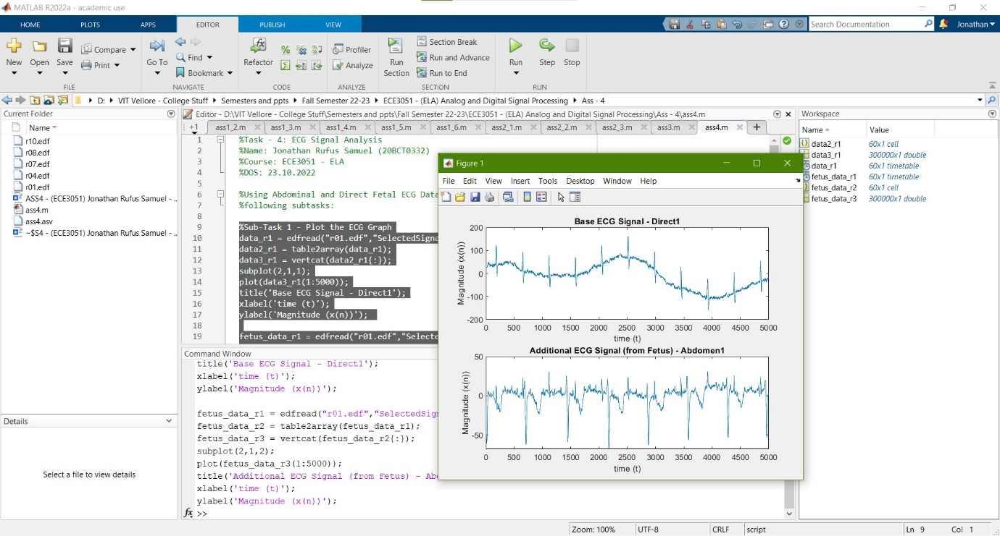 MATLAB R2022a - academic use
HOME PLOTS APPS EDITOR PUBLISH VIEW Search Documentation Jonathan
New Open Save Compare Print Go To Find Bookmark Refactor Profiler Analyze Run Section Section Break Run and Advance Run to End Run Step Stop
FILE NAVIGATE CODE ANALYZE SECTION RUN
D: VIT Vellore - College Stuff Semesters and ppts Fall Semester 22-23 ECE3051 - (ELA) Analog and Digital Signal Processing Ass - 4
Current Folder
Name
r10.edf
r08.edf
r07.edf
r04.edf
r01.edf
ASS4 - (ECE3051) Jonathan Rufus Samuel - ..
ass4.m
ass4.asv
~$S4 - (ECE3051) Jonathan Rufus Samuel - ..
Details
Select a file to view details
Editor - D:\VIT Vellore - College Stuff\Semesters and ppts\Fall Semester 22-23\ECE3051 - (ELA) Analog and Digital Signal Processing\Ass - 4\ass4.m
+1 ass1_2.m ass1_3.m ass1_4.m ass1_5.m ass1_6.m ass2_1.m ass2_2.m ass2_3.m ass3.m ass4.m
1 %Task - 4: ECG Signal Analysis
2 %Name: Jonathan Rufus Samuel (20BCT0332)
3 %Course: ECE3051 - ELA
4 %DOS: 23.10.2022
5
6 %Using Abdominal and Direct Fetal ECG Data
7 %following subtasks:
8
9 %Sub-Task 1 - Plot the ECG Graph
10 data_r1 = edfread("r01.edf","SelectedSigna
11 data2_r1 = table2array(data_r1);
12 data3_r1 = vertcat(data2_r1{:});
13 subplot(2,1,1);
14 plot(data3_r1(1:5000));
15 title('Base ECG Signal - Direct1');
16 xlabel('time (t)');
17 ylabel('Magnitude (x(n))');
18
19 fetus_data_r1 = edfread("r01.edf","Selecte
Command Window
title('Base ECG Signal - Direct1');
xlabel('time (t)');
ylabel('Magnitude (x(n))');
fetus_data_r1 = edfread("r01.edf","SelectedSig
fetus_data_r2 = table2array(fetus_data_r1);
fetus_data_r3 = vertcat(fetus_data_r2{:});
subplot(2,1,2);
plot(fetus_data_r3(1:5000));
title('Additional ECG Signal (from Fetus) - Ab
xlabel('time (t)');
ylabel('Magnitude (x(n))');
fx >>
Figure 1
File Edit View Insert Tools Desktop Window Help
Base ECG Signal - Direct1
Magnitude (x(n))
200
100
0
-100
-200
0 500 1000 1500 2000 2500 3000 3500 4000 4500 5000
time (t)
Additional ECG Signal (from Fetus) - Abdomen1
Magnitude (x(n))
50
0
-50
0 500 1000 1500 2000 2500 3000 3500 4000 4500 5000
time (t)
Workspace
Name Value
data2_r1 60x1 cell
data3_r1 300000x1 double
data_r1 60x1 timetable
fetus_data_r1 60x1 timetable
fetus_data_r2 60x1 cell
fetus_data_r3 300000x1 double
Zoom: 100% UTF-8 CRLF script Ln 9 Col 1